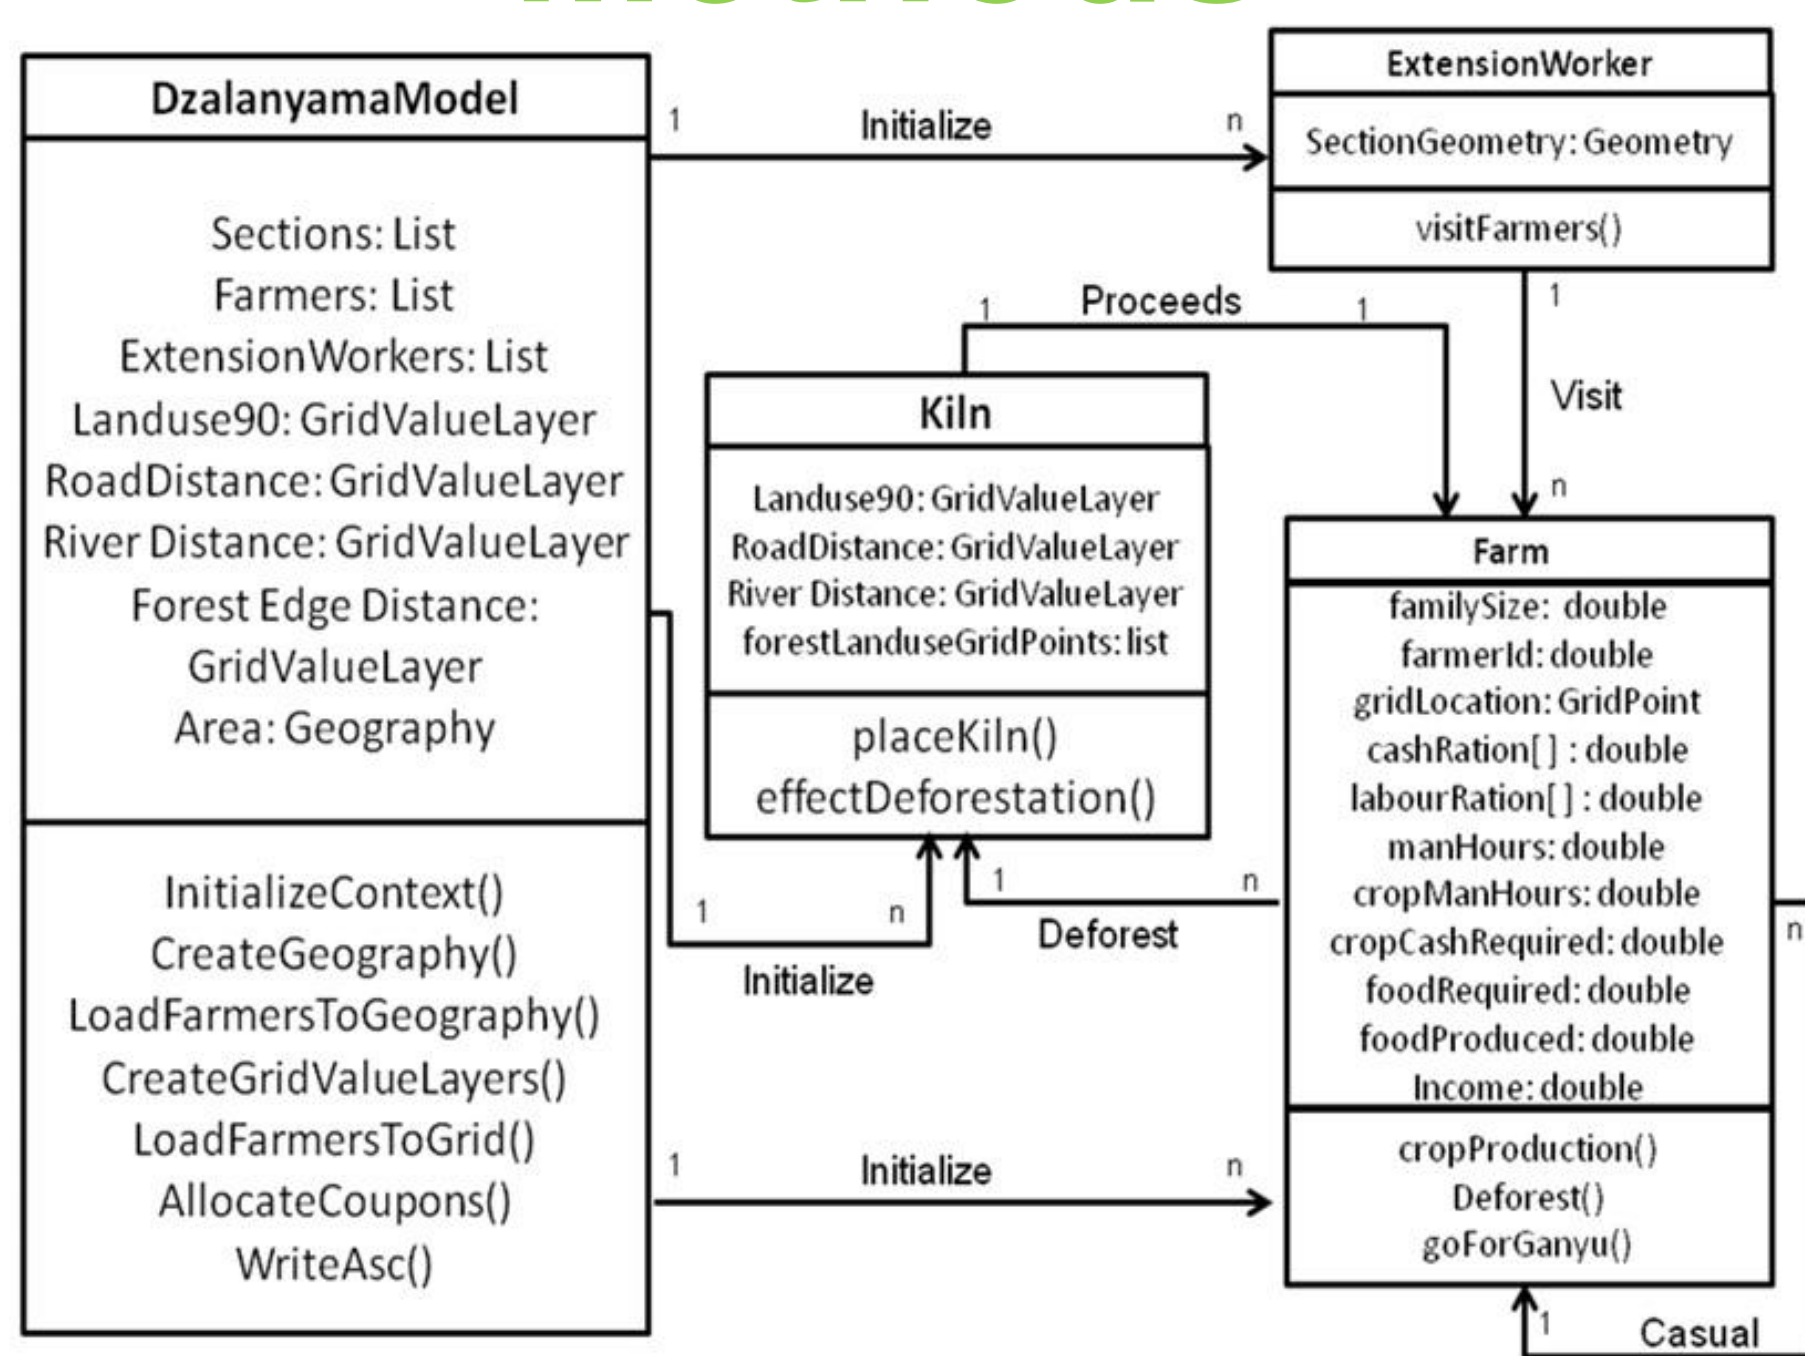 DzalanyamaModel
Sections: List
Farmers: List
ExtensionWorkers: List
Landuse90: GridValueLayer
RoadDistance: GridValueLayer
River Distance: GridValueLayer
Forest Edge Distance:
GridValueLayer
Area: Geography
InitializeContext()
CreateGeography()
LoadFarmersToGeography()
CreateGridValueLayers()
LoadFarmersToGrid()
AllocateCoupons()
WriteAsc()
1 Initialize n
ExtensionWorker
SectionGeometry: Geometry
visitFarmers()
1
Visit
n
1 Proceeds 1
Kiln
Landuse90: GridValueLayer
RoadDistance: GridValueLayer
River Distance: GridValueLayer
forestLanduseGridPoints: list
placeKiln()
effectDeforestation()
1 n
Initialize
1 n
Deforest
1 Initialize n
Farm
familySize: double
farmerId: double
gridLocation: GridPoint
cashRation[ ] : double
labourRation[ ] : double
manHours: double
cropManHours: double
cropCashRequired: double
foodRequired: double
foodProduced: double
Income: double
cropProduction()
Deforest()
goForGanyu()
n
1 Casual